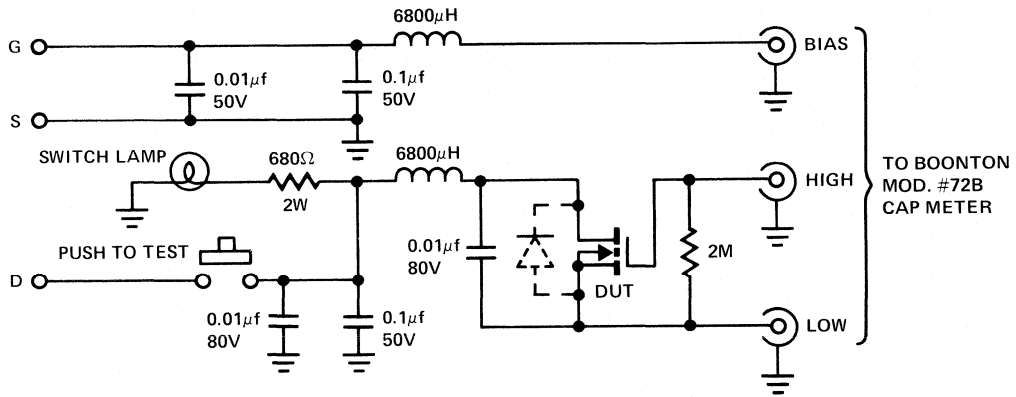 6800μH
G
BIAS
0.01μf
50V
0.1μf
50V
S
SWITCH LAMP
680Ω
2W
6800μH
HIGH
TO BOONTON
MOD. #72B
CAP METER
PUSH TO TEST
0.01μf
80V
2M
D
DUT
0.01μf
80V
0.1μf
50V
LOW